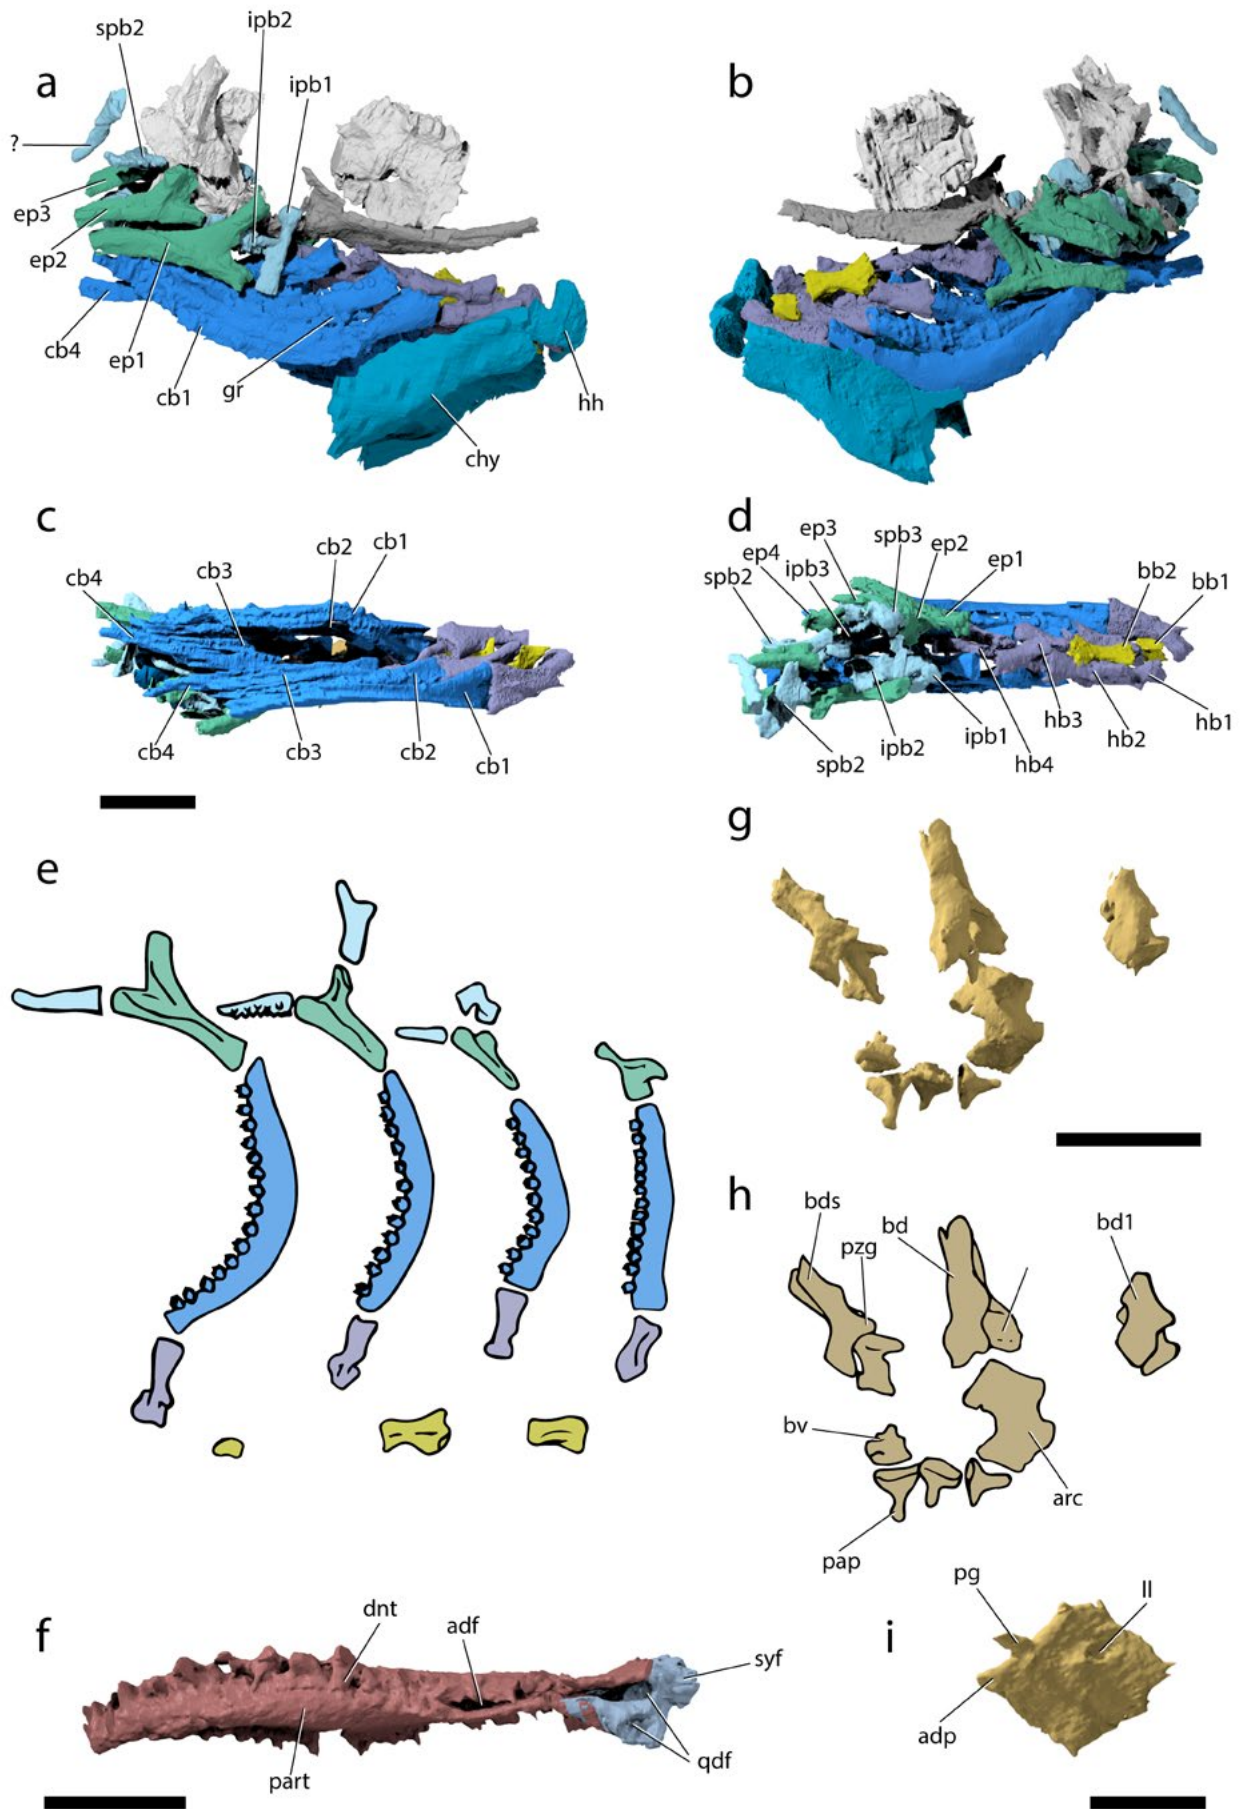 a
spb2
ipb2
ipb1
?
ep3
ep2
cb4
ep1
cb1
gr
chy
hh
b
c
cb4
cb3
cb2
cb1
cb4
cb3
cb2
cb1
d
ep3
spb3
ep4
ep2
ipb3
ep1
spb2
bb2
bb1
spb2
ipb2
ipb1
hb4
hb3
hb2
hb1
e
g
h
bds
pzg
bd
bd1
bv
pap
arc
f
dnt
adf
syf
part
qdf
i
pg
ll
adp